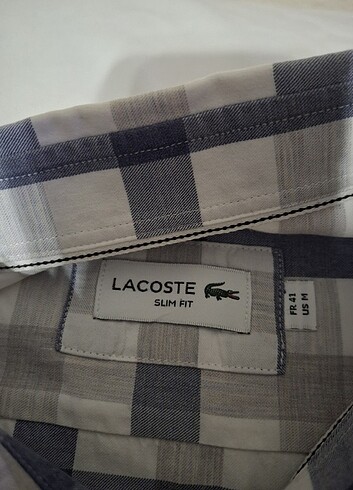 LACOSTE
SLIM FIT
FR 41
US M